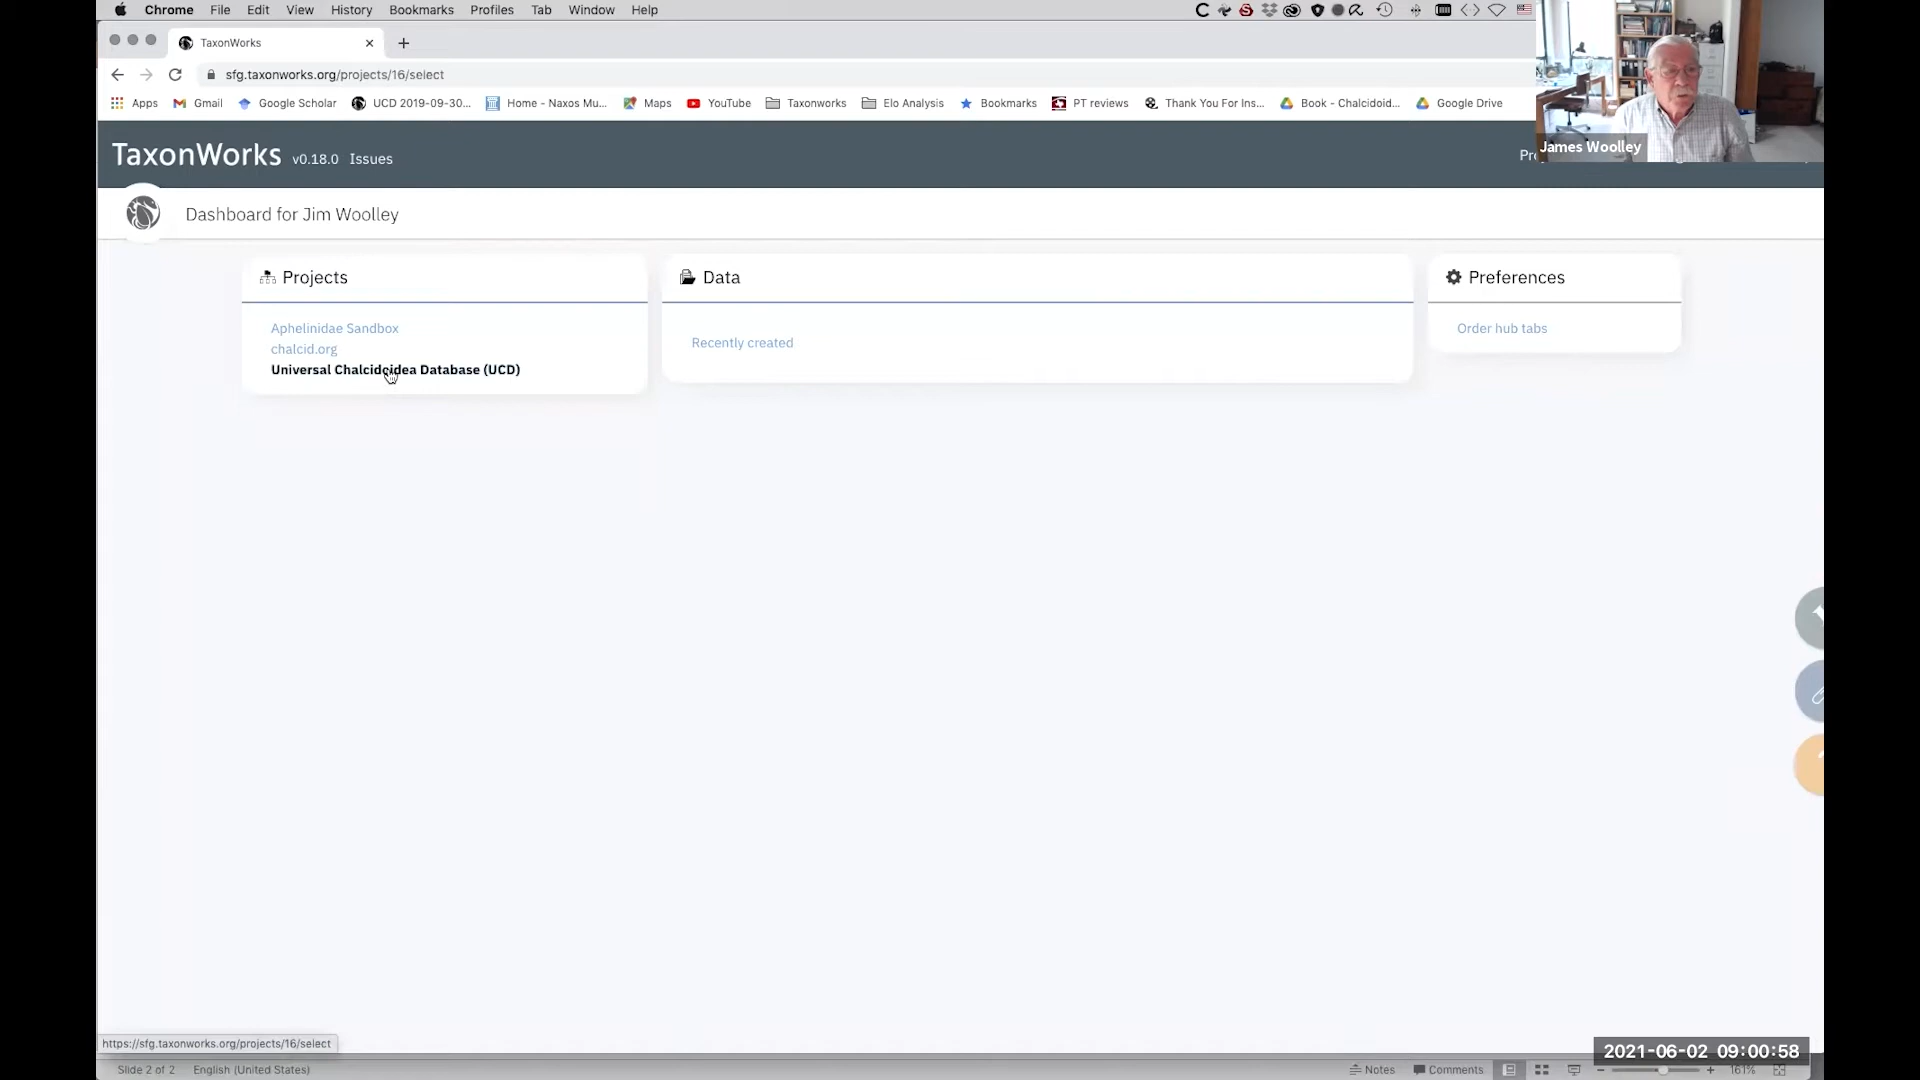 Chrome File Edit View History Bookmarks Profiles Tab Window Help
TaxonWorks
sfg.taxonworks.org/projects/16/select
Apps Gmail Google Scholar UCD 2019-09-30... Home - Naxos Mu... Maps YouTube Taxonworks Elo Analysis Bookmarks PT reviews Thank You For Ins... Book - Chalcidoid... Google Drive
James Woolley
TaxonWorks v0.18.0 Issues
Dashboard for Jim Woolley
Projects
Aphelinidae Sandbox
chalcid.org
Universal Chalcidoidea Database (UCD)
Data
Recently created
Preferences
Order hub tabs
https://sfg.taxonworks.org/projects/16/select
2021-06-02 09:00:58
Slide 2 of 2 English (United States) Notes Comments 161%